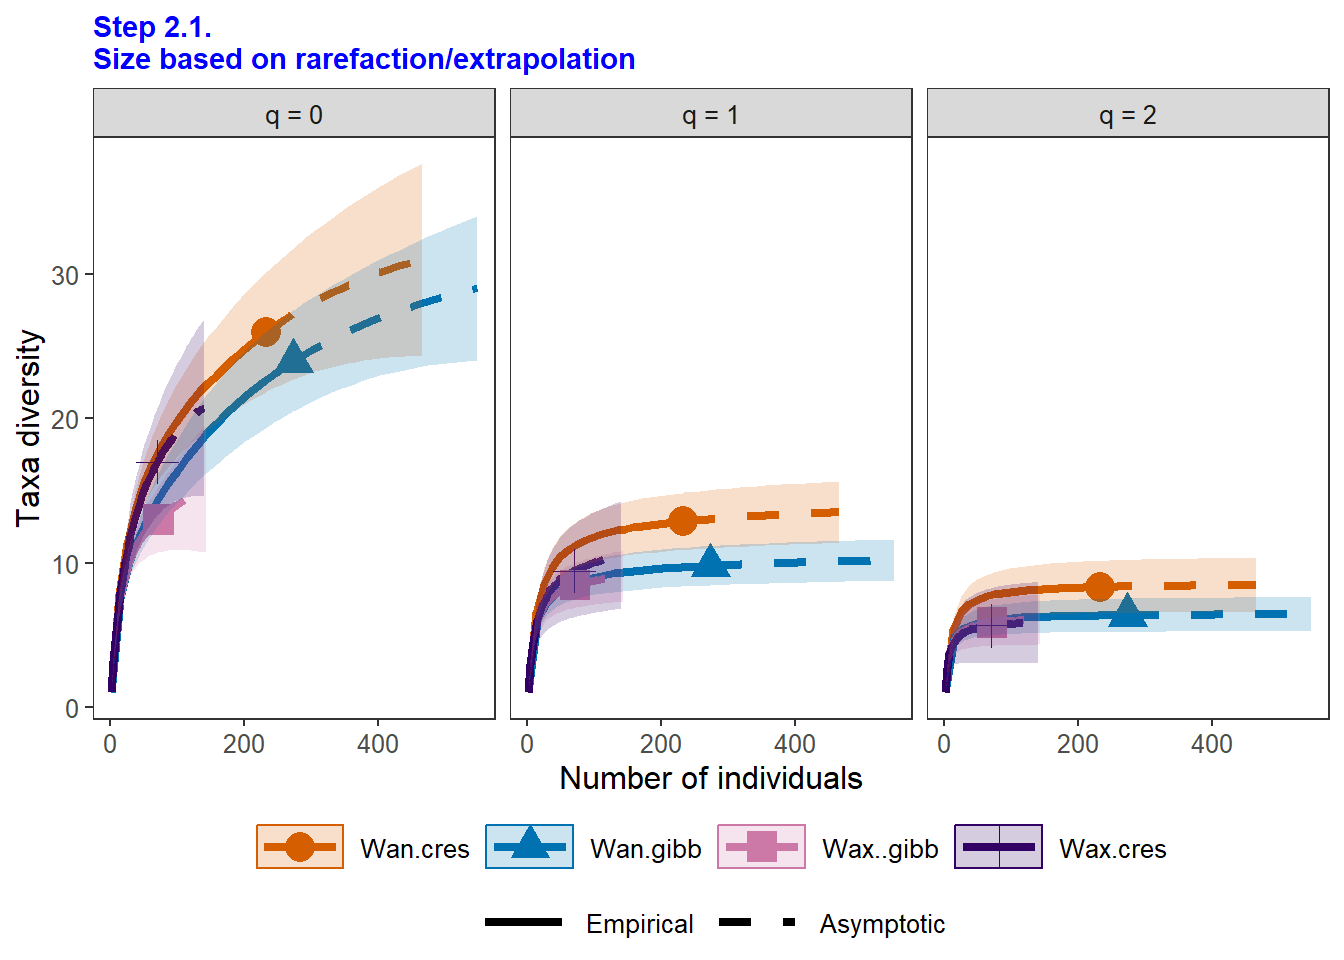 Step 2.1.
Size based on rarefaction/extrapolation
q = 0
q = 1
q = 2
Taxa diversity
30
20
10
0
0 200 400
0 200 400
0 200 400
Number of individuals
Wan.cres Wan.gibb Wax..gibb Wax.cres
Empirical Asymptotic